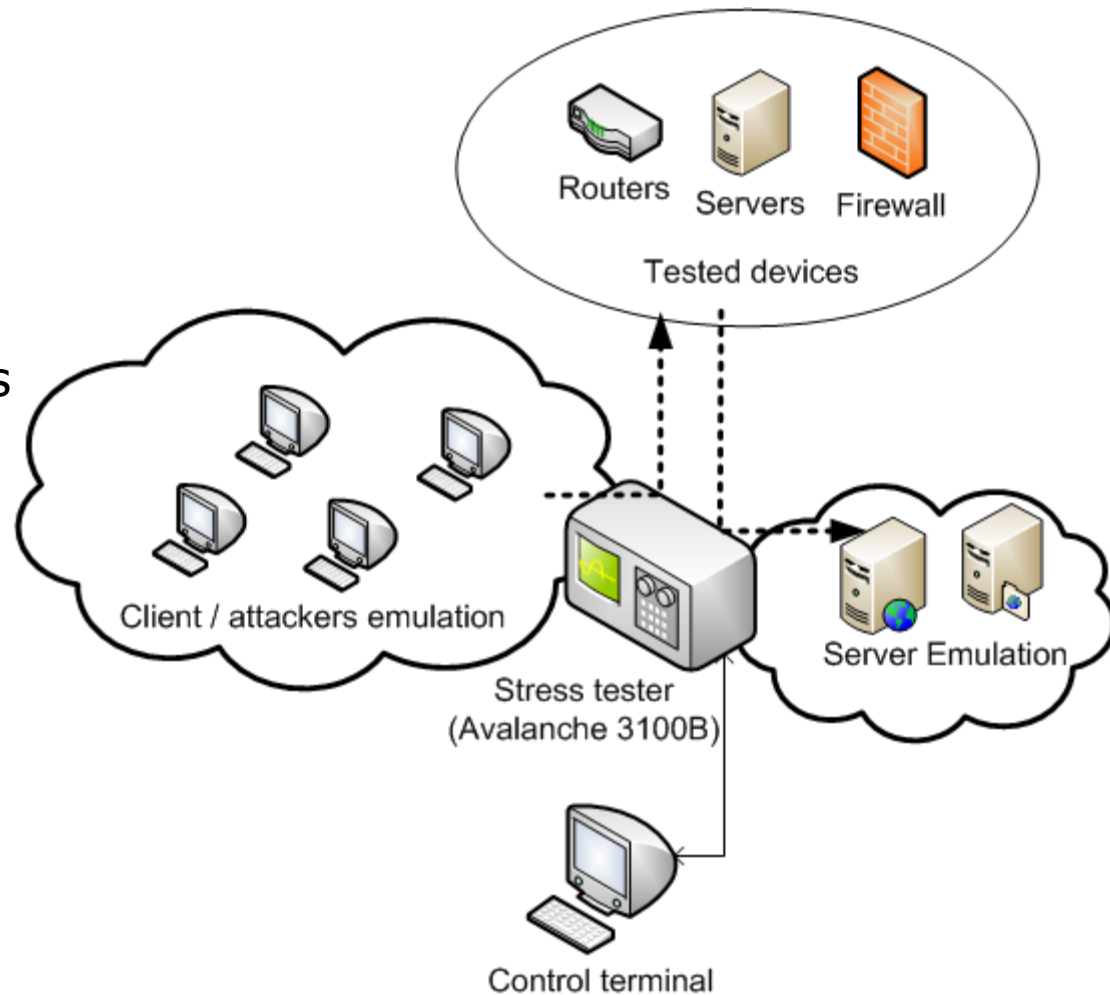 Routers
Servers
Firewall
Tested devices
s
Client / attackers emulation
Server Emulation
Stress tester
(Avalanche 3100B)
Control terminal